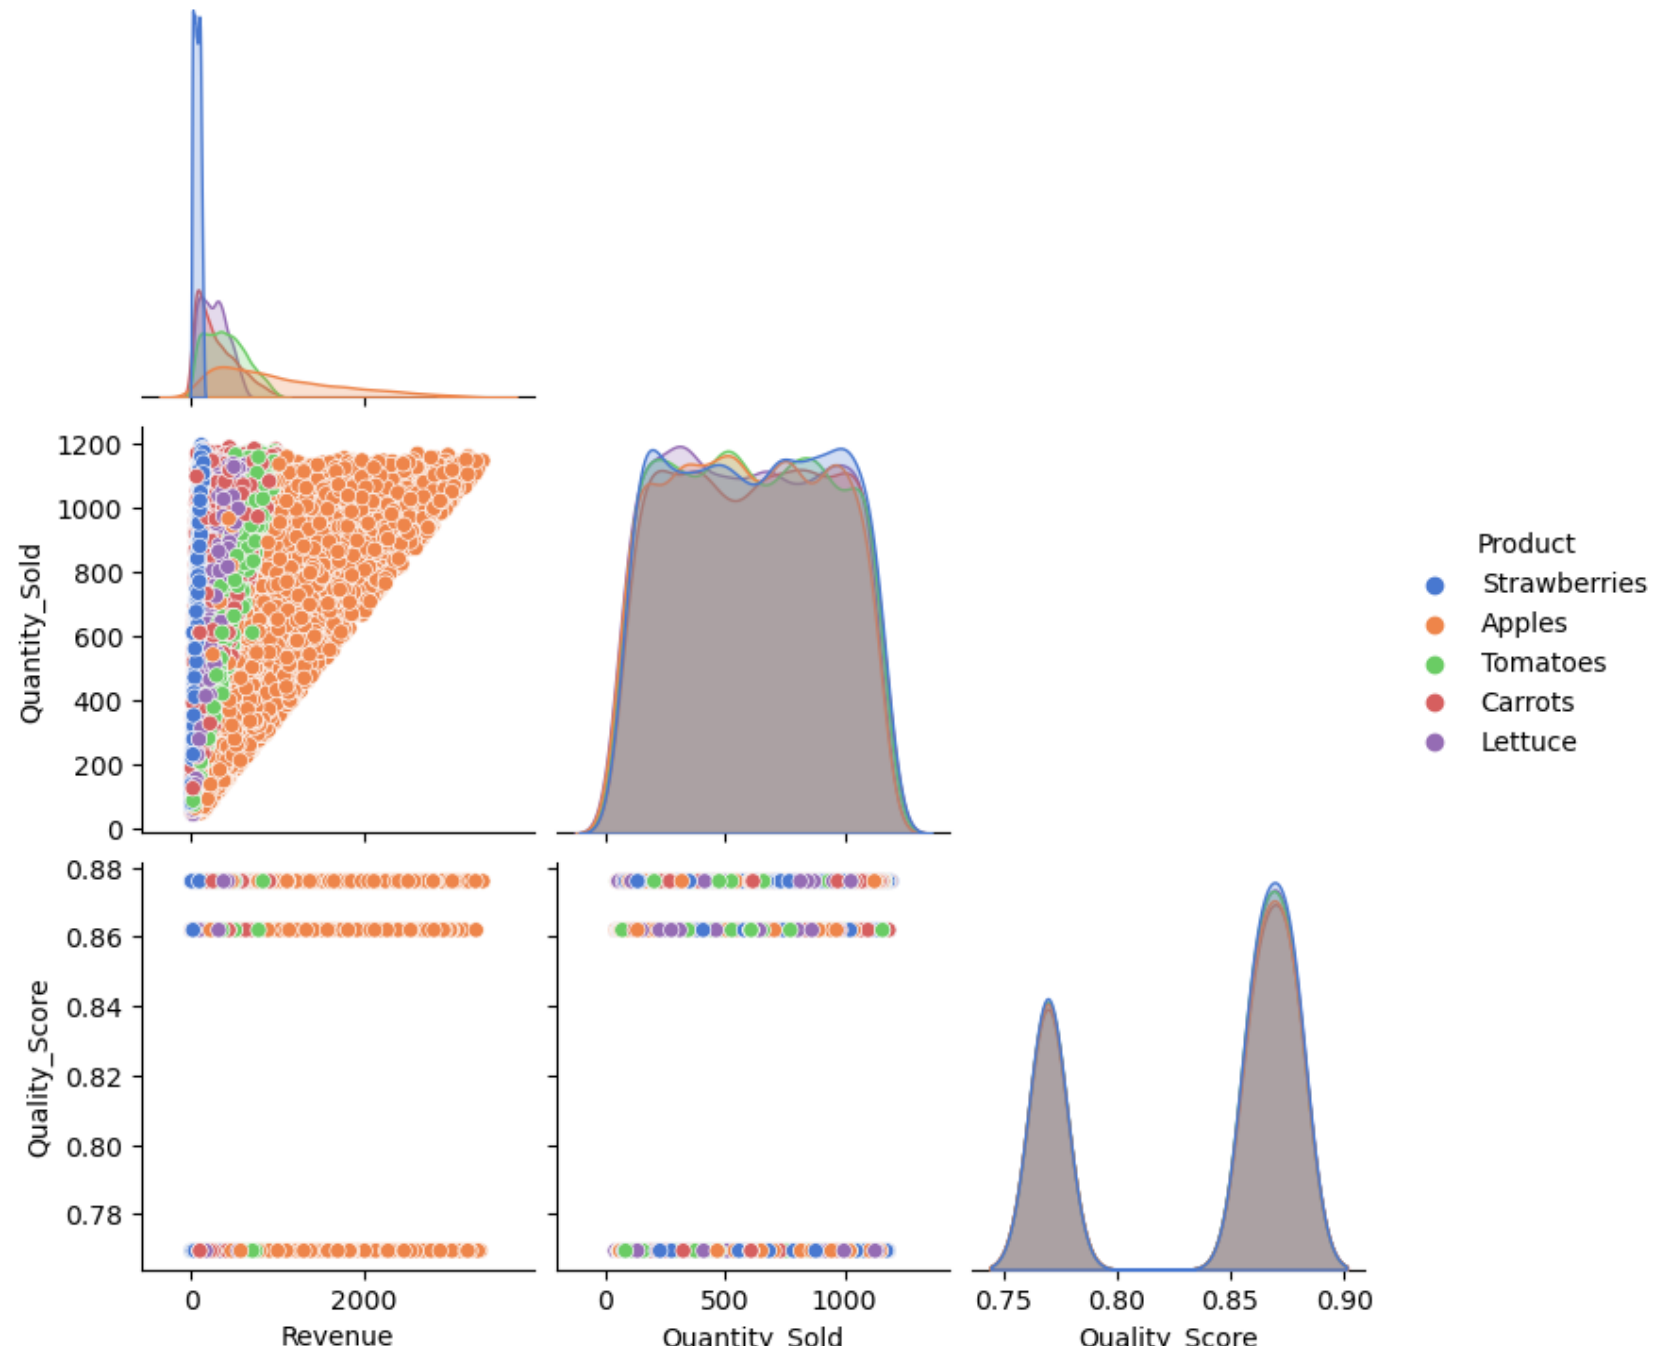 1200
1000
800
600
400
200
0
Quantity_Sold
Product
Strawberries
Apples
Tomatoes
Carrots
Lettuce
0.88
0.86
0.84
0.82
0.80
0.78
Quality_Score
0 2000
Revenue
0 500 1000
Quantity_Sold
0.75 0.80 0.85 0.90
Quality_Score